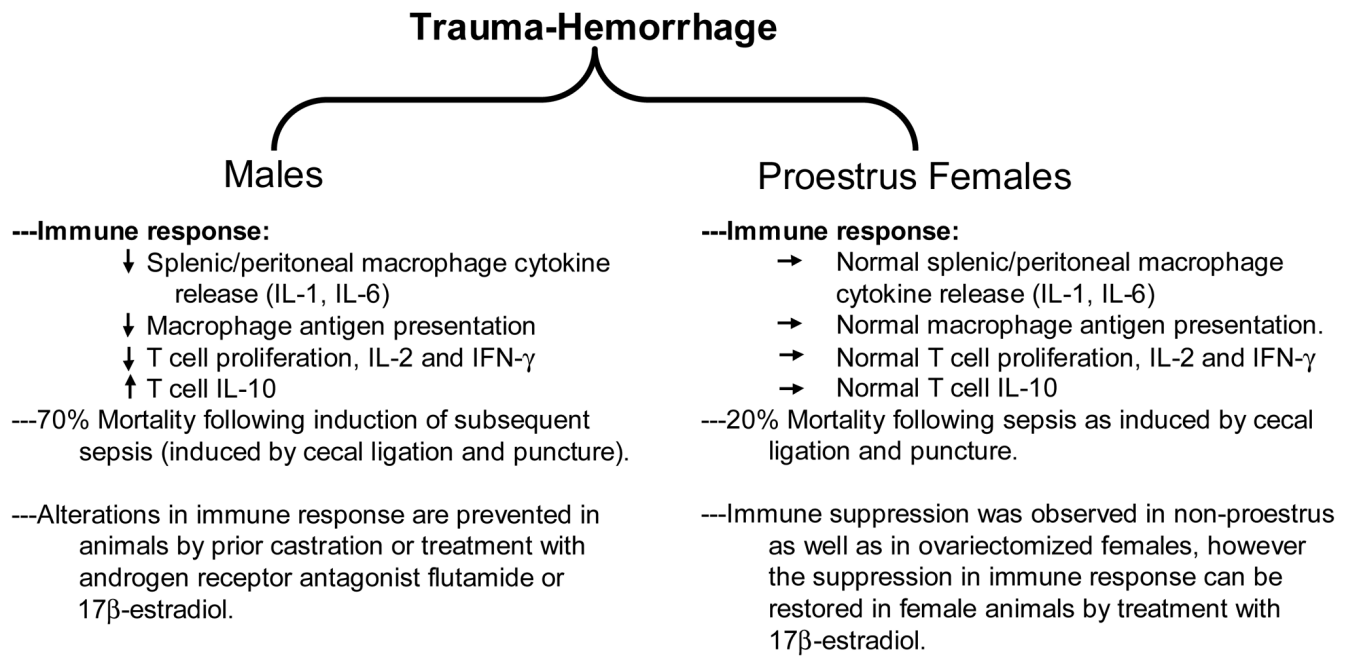 Trauma-Hemorrhage
Males
---Immune response:
↓ Splenic/peritoneal macrophage cytokine
release (IL-1, IL-6)
↓ Macrophage antigen presentation
↓ T cell proliferation, IL-2 and IFN-γ
↑ T cell IL-10
---70% Mortality following induction of subsequent
sepsis (induced by cecal ligation and puncture).
---Alterations in immune response are prevented in
animals by prior castration or treatment with
androgen receptor antagonist flutamide or
17β-estradiol.
Proestrus Females
---Immune response:
→ Normal splenic/peritoneal macrophage
cytokine release (IL-1, IL-6)
→ Normal macrophage antigen presentation.
→ Normal T cell proliferation, IL-2 and IFN-γ
→ Normal T cell IL-10
---20% Mortality following sepsis as induced by cecal
ligation and puncture.
---Immune suppression was observed in non-proestrus
as well as in ovariectomized females, however
the suppression in immune response can be
restored in female animals by treatment with
17β-estradiol.